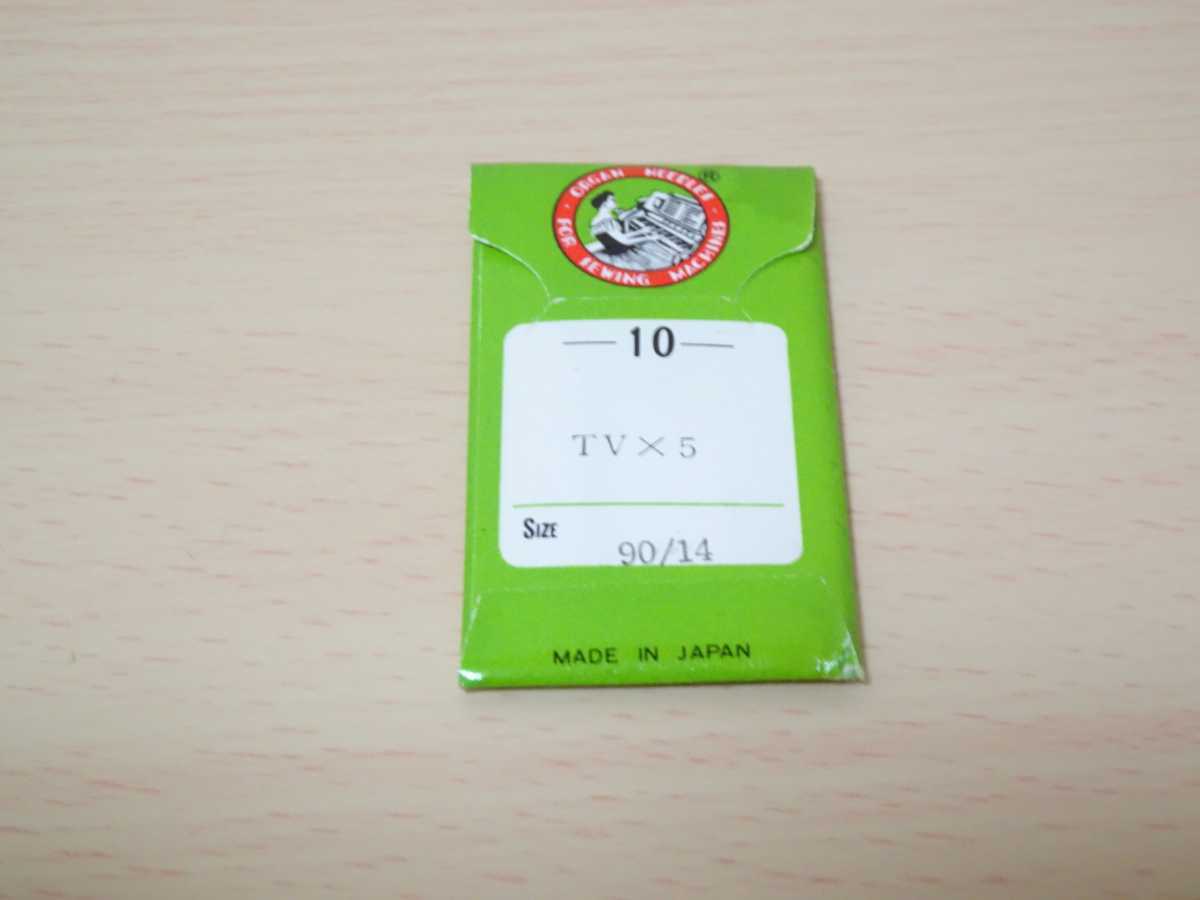 ORGAN NEEDLES ®
· FOR SEWING MACHINES ·
10
TV×5
SIZE
90/14
MADE IN JAPAN